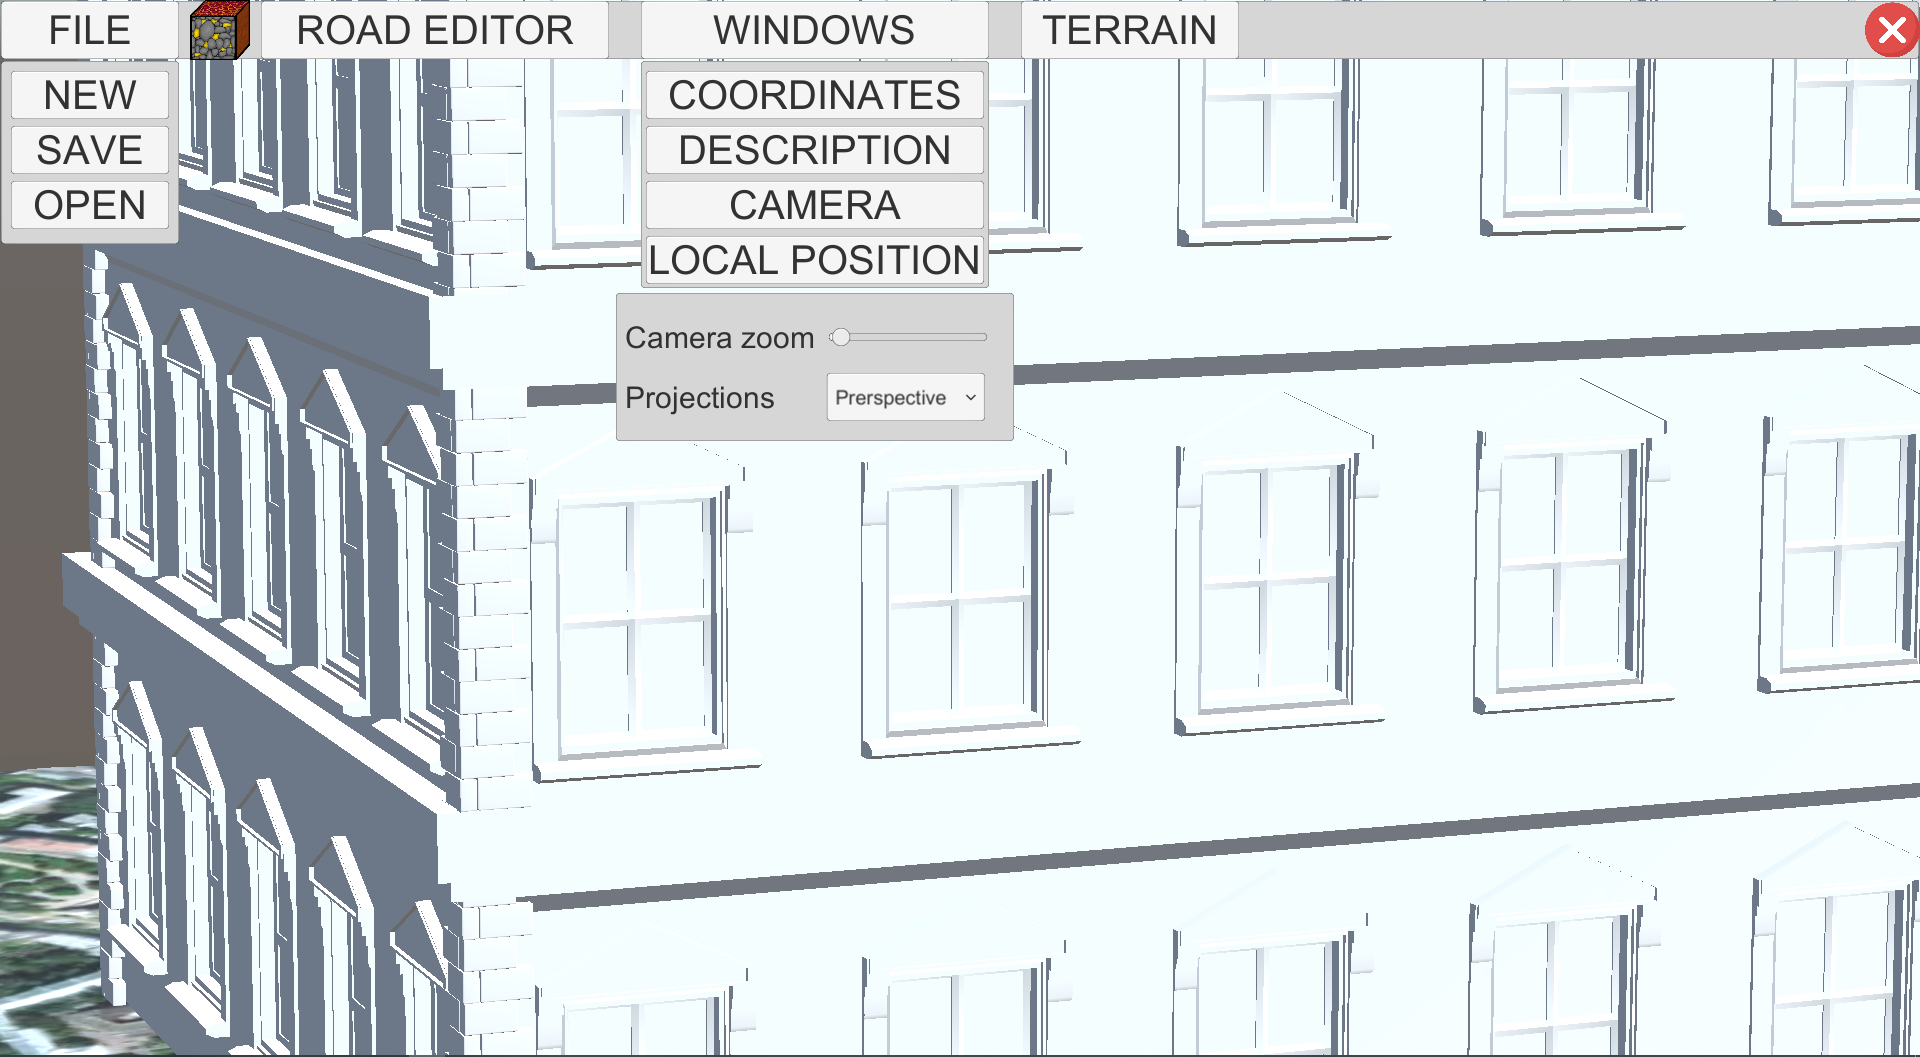 FILE
ROAD EDITOR
WINDOWS
TERRAIN
NEW
SAVE
OPEN
COORDINATES
DESCRIPTION
CAMERA
LOCAL POSITION
Camera zoom
Projections
Prerspective